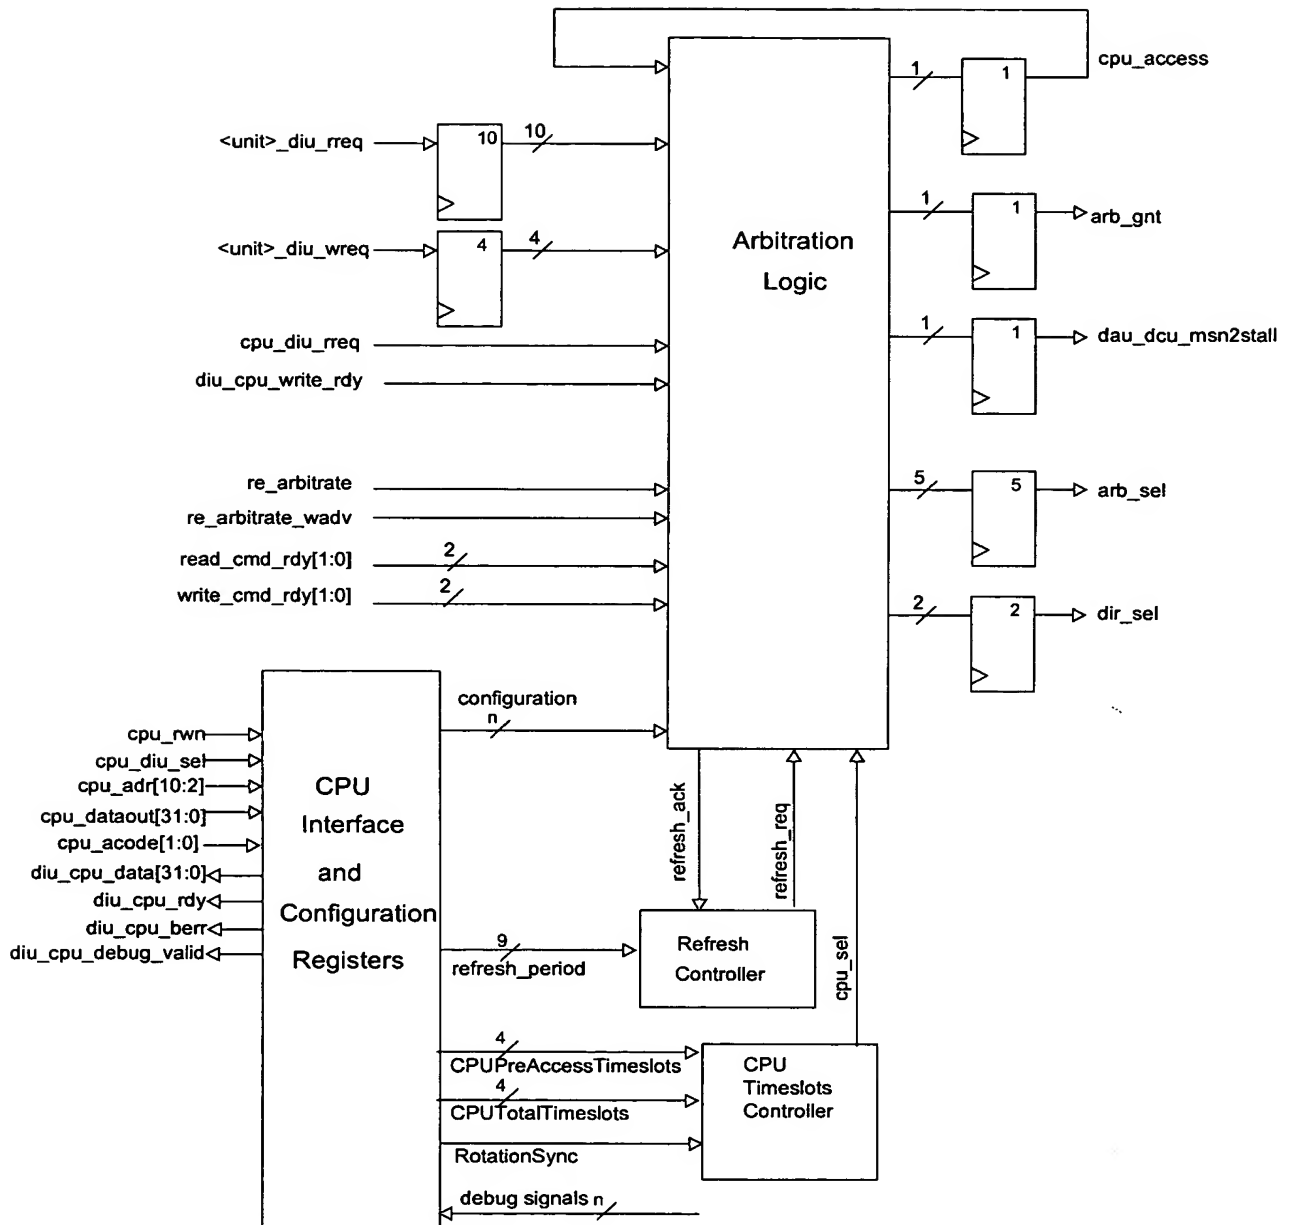 cpu_access
1
1
<unit>_diu_rreq
10
10
1
1
arb_gnt
<unit>_diu_wreq
4
4
Arbitration
Logic
1
1
dau_dcu_msn2stall
cpu_diu_rreq
diu_cpu_write_rdy
5
5
arb_sel
re_arbitrate
re_arbitrate_wadv
read_cmd_rdy[1:0]
2
write_cmd_rdy[1:0]
2
2
2
dir_sel
configuration
n
cpu_rwn
cpu_diu_sel
cpu_adr[10:2]
cpu_dataout[31:0]
cpu_acode[1:0]
diu_cpu_data[31:0]
diu_cpu_rdy
diu_cpu_berr
diu_cpu_debug_valid
CPU
Interface
and
Configuration
Registers
refresh_ack
refresh_req
cpu_sel
9
refresh_period
Refresh
Controller
4
CPUPreAccessTimeslots
4
CPUTotalTimeslots
RotationSync
CPU
Timeslots
Controller
debug signals n